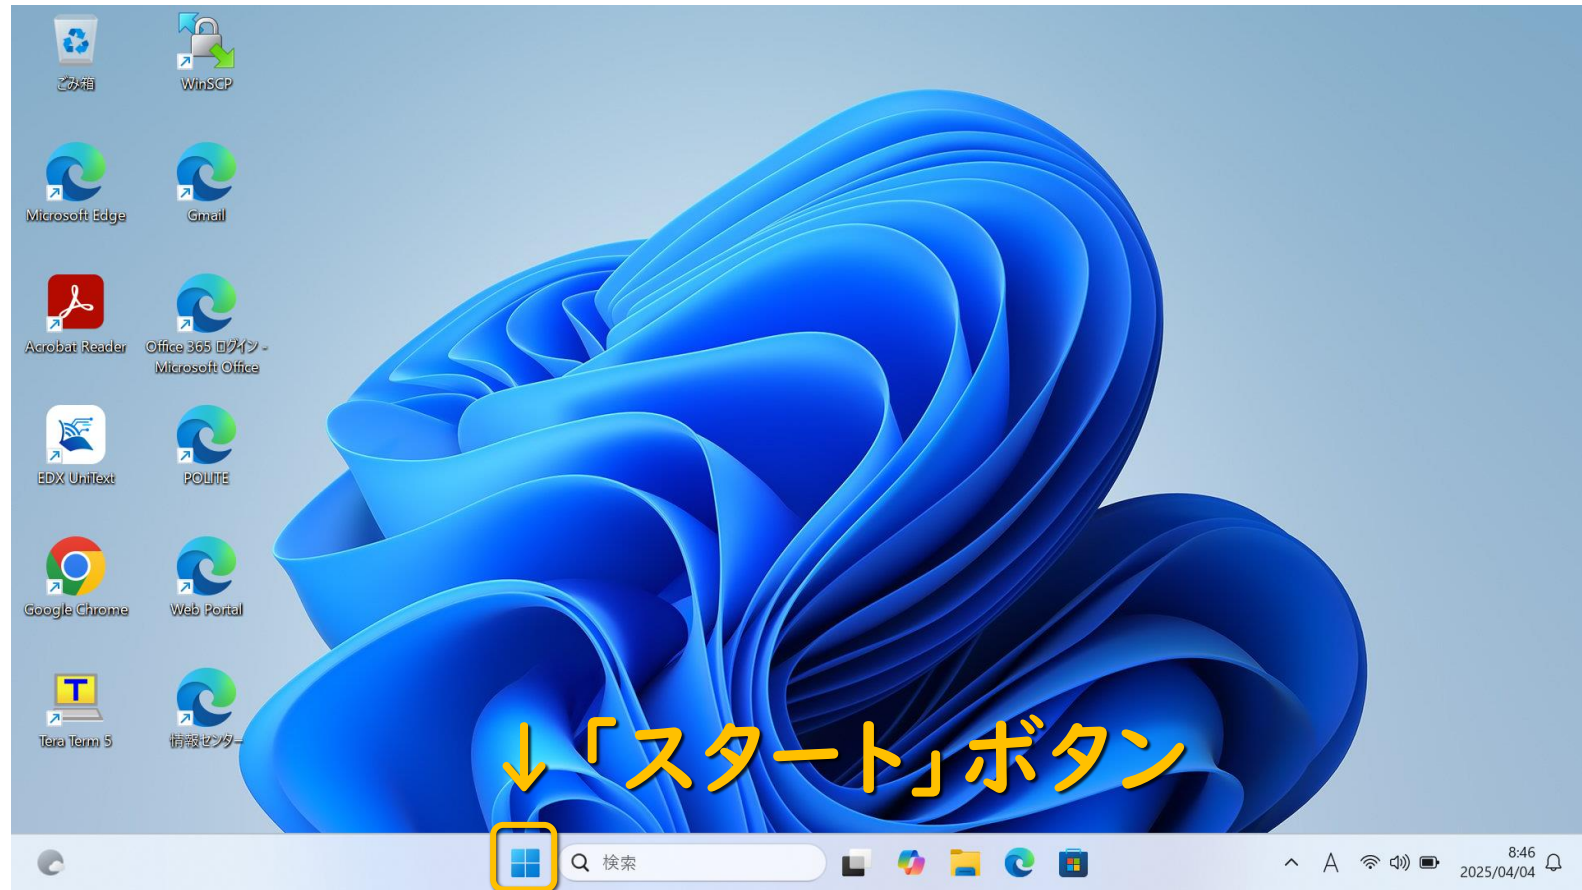 ごみ箱
WinSCP
Microsoft Edge
Gmail
Acrobat Reader
Office 365 ログイン -
Microsoft Office
EDX UniText
POLITE
Google Chrome
Web Portal
T
Tera Term 5
情報センター
↓「スタート」ボタン
検索
A
8:46
2025/04/04